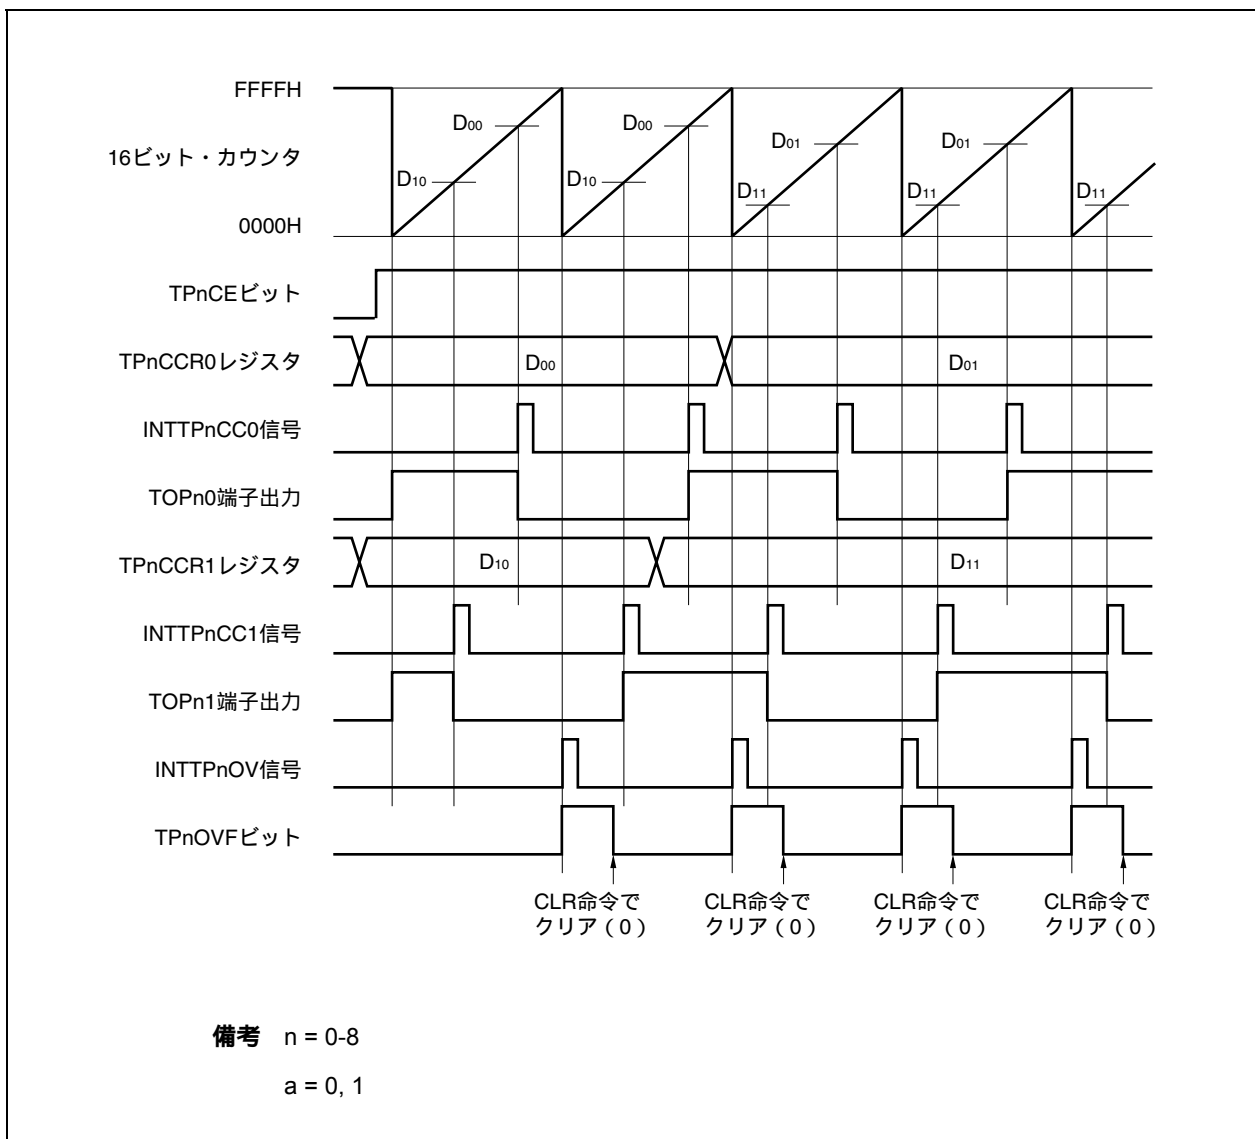 FFFFH
D00 D00
D01 D01
16ビット・カウンタ
D10 D10
D11 D11 D11
0000H
TPnCEビット
TPnCCR0レジスタ D00 D01
INTTPnCC0信号
TOPn0端子出力
TPnCCR1レジスタ D10 D11
INTTPnCC1信号
TOPn1端子出力
INTTPnOV信号
TPnOVFビット
CLR命令で CLR命令で CLR命令で CLR命令で
クリア(0) クリア(0) クリア(0) クリア(0)
備考 n = 0-8
a = 0, 1